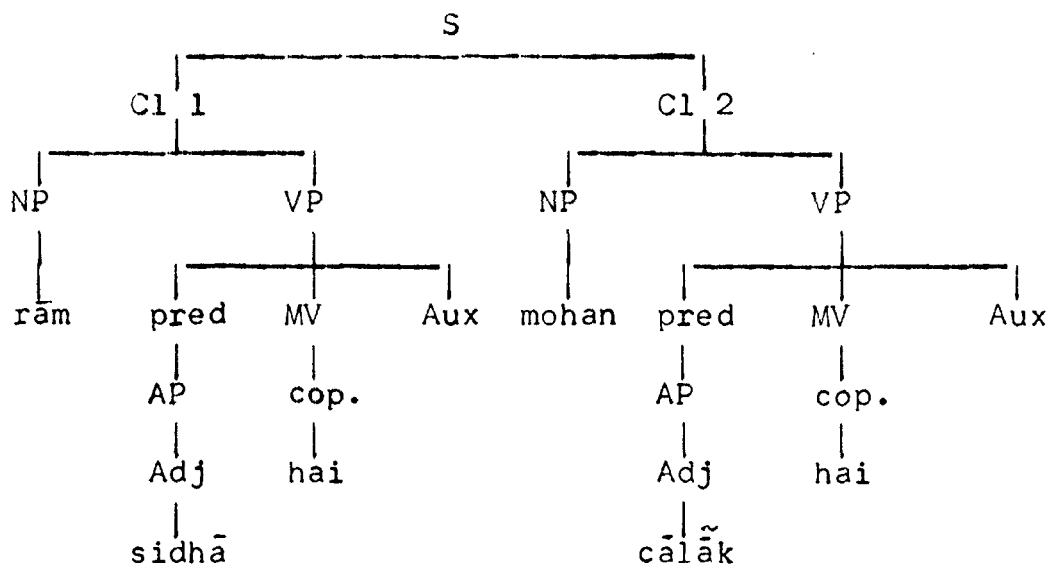 S
Cl 1 Cl 2
NP VP NP VP
rām pred MV Aux mohan pred MV Aux
AP cop. AP cop.
Adj hai Adj hai
sidhā cālā̃k